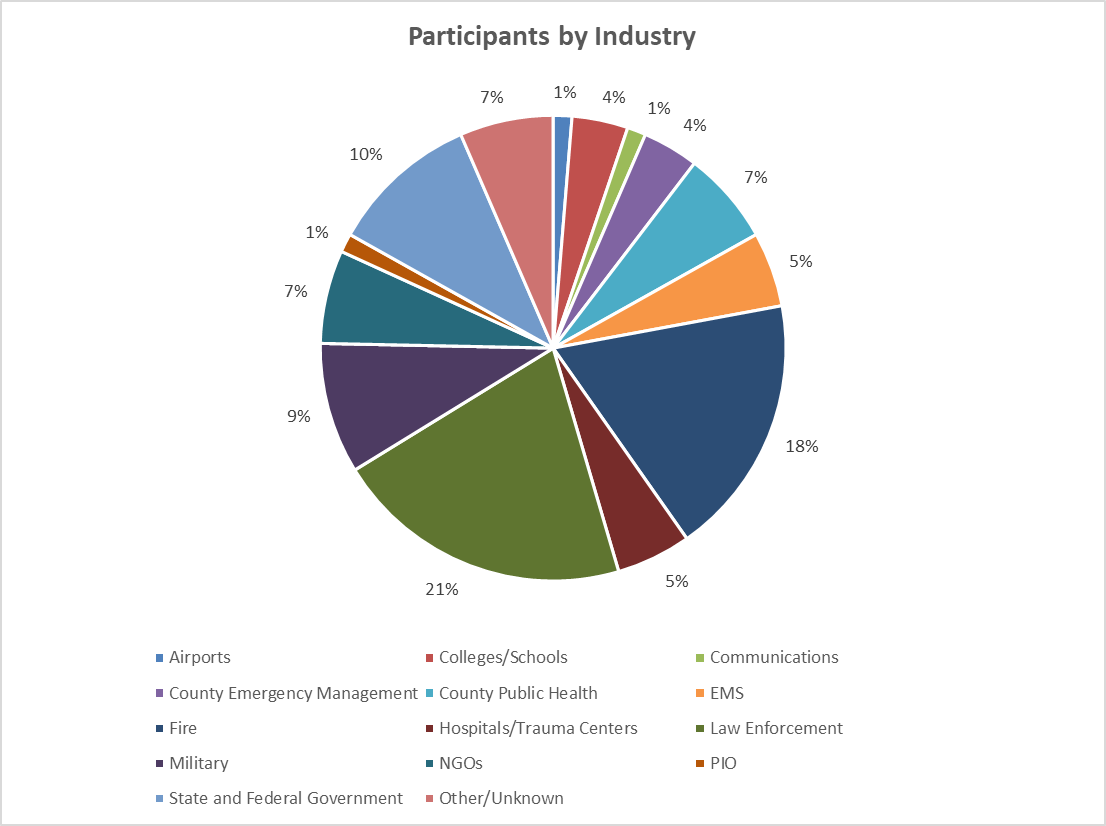 Participants by Industry
1%
4%
1%
4%
7%
5%
18%
5%
21%
9%
7%
1%
10%
7%
Airports
Colleges/Schools
Communications
County Emergency Management
County Public Health
EMS
Fire
Hospitals/Trauma Centers
Law Enforcement
Military
NGOs
PIO
State and Federal Government
Other/Unknown